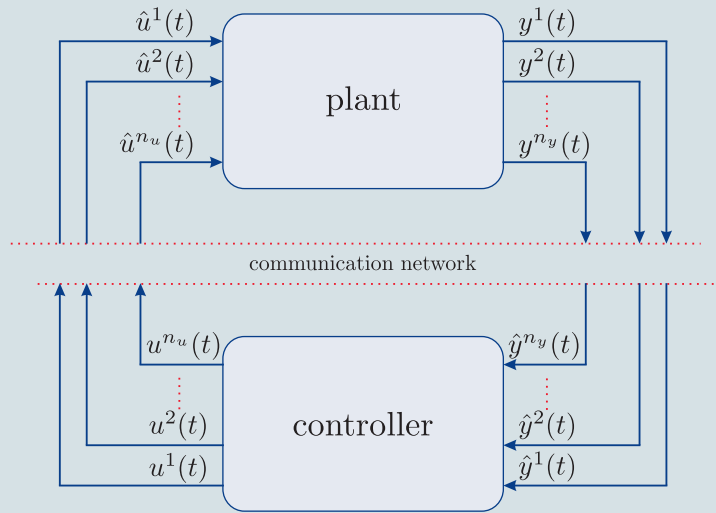 û¹(t) y¹(t)
û²(t) y²(t)
plant
û^{n_u}(t) y^{n_y}(t)
communication network
u^{n_u}(t) ŷ^{n_y}(t)
controller
u²(t) ŷ²(t)
u¹(t) ŷ¹(t)